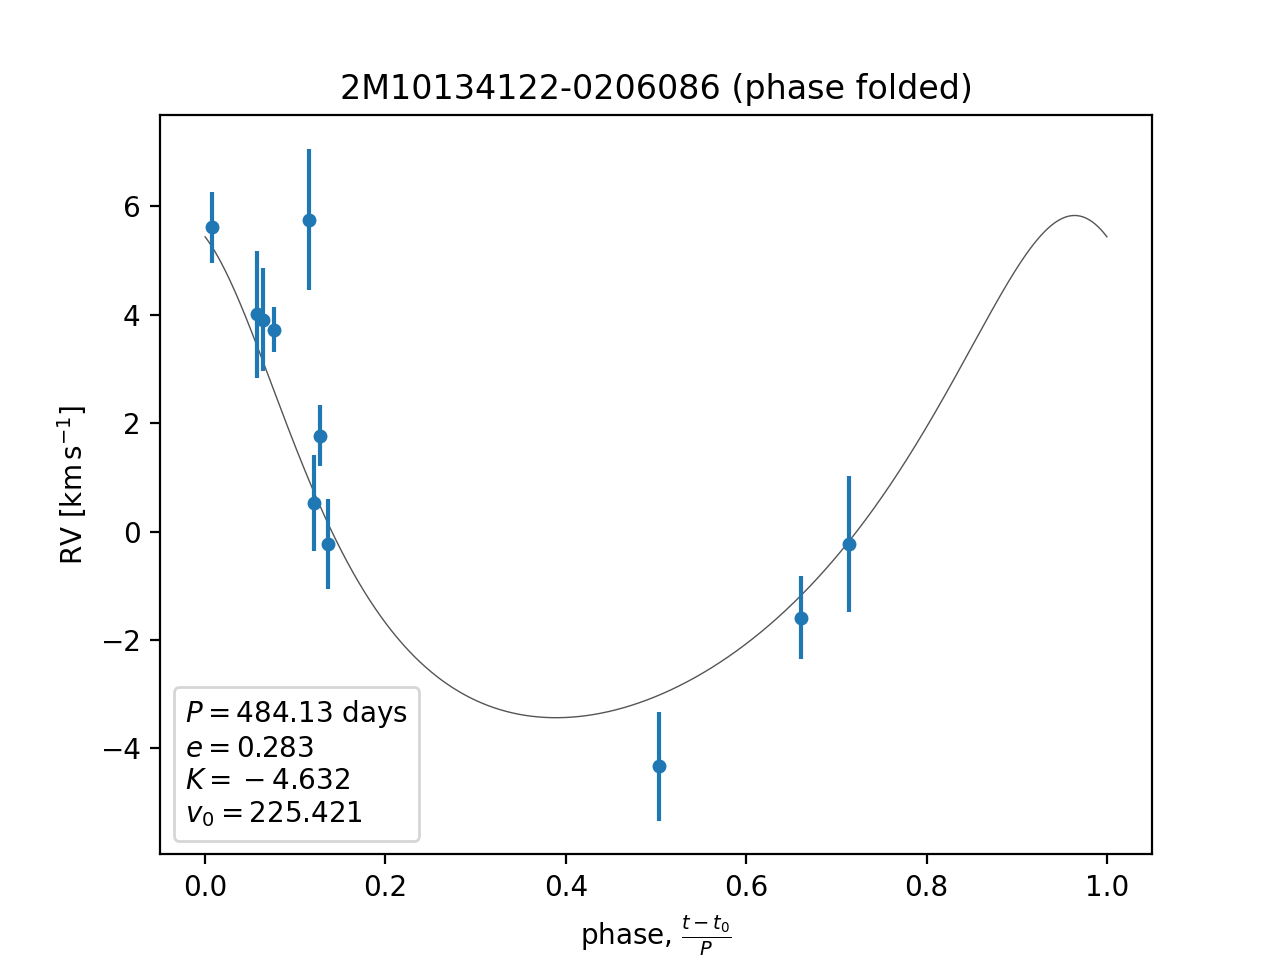 2M10134122-0206086 (phase folded)
6
4
2
0
−2
−4
RV [km s⁻¹]
P = 484.13 days
e = 0.283
K = −4.632
v₀ = 225.421
0.0 0.2 0.4 0.6 0.8 1.0
phase, (t − t₀)/P